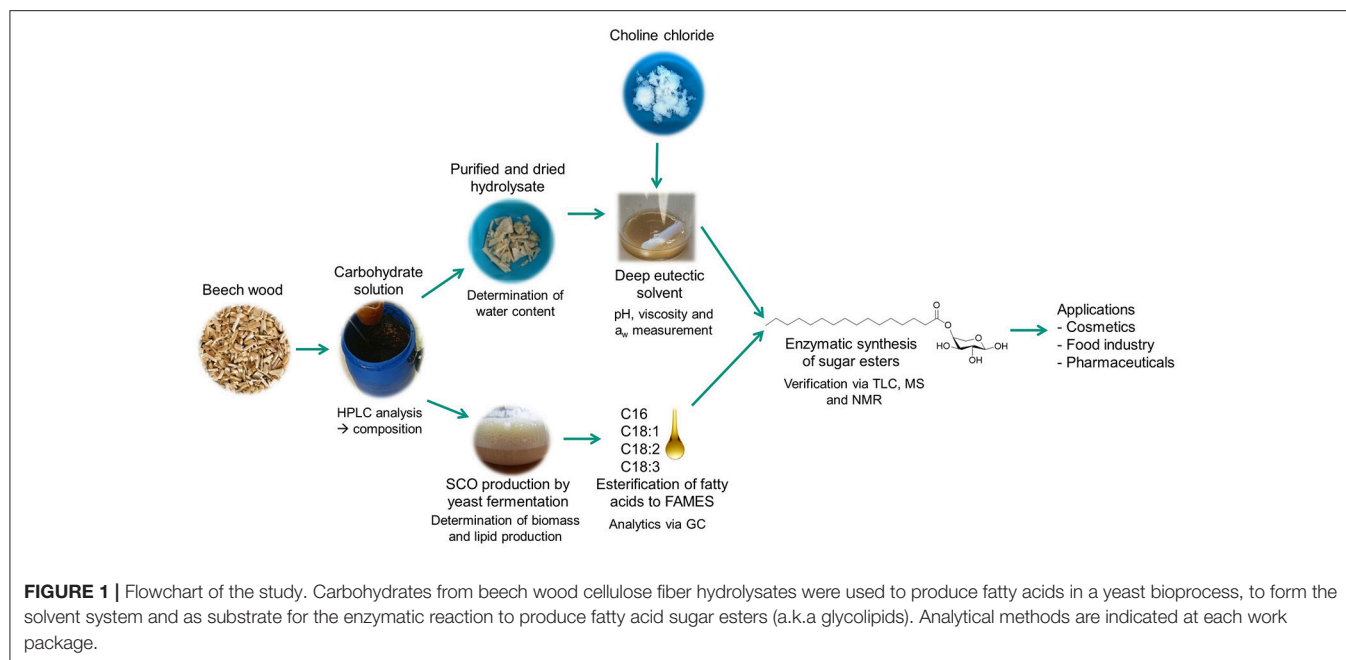 Choline chloride
Purified and dried
hydrolysate
Beech wood
Carbohydrate
solution
HPLC analysis
→ composition
Determination of
water content
Deep eutectic
solvent
pH, viscosity and
aw measurement
SCO production by
yeast fermentation
Determination of biomass
and lipid production
C16
C18:1
C18:2
C18:3
Esterification of fatty
acids to FAMES
Analytics via GC
O
O
O
HO
OH
OH
Enzymatic synthesis
of sugar esters
Verification via TLC, MS
and NMR
Applications
- Cosmetics
- Food industry
- Pharmaceuticals
FIGURE 1 | Flowchart of the study. Carbohydrates from beech wood cellulose fiber hydrolysates were used to produce fatty acids in a yeast bioprocess, to form the
solvent system and as substrate for the enzymatic reaction to produce fatty acid sugar esters (a.k.a glycolipids). Analytical methods are indicated at each work
package.